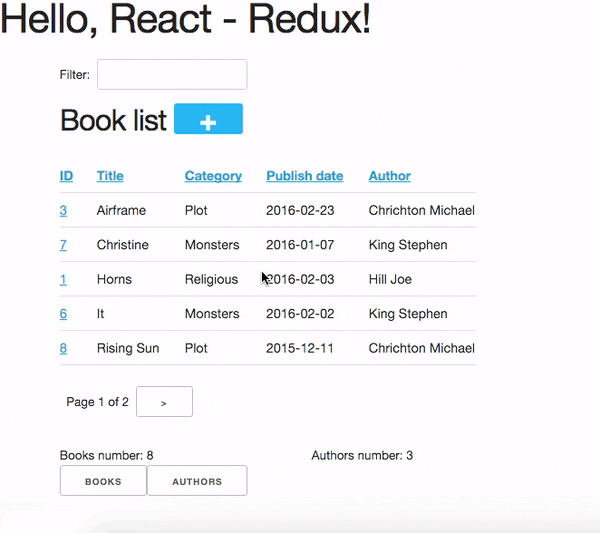 Hello, React - Redux!
Filter:
Book list +
ID Title Category Publish date Author
3 Airframe Plot 2016-02-23 Chrichton Michael
7 Christine Monsters 2016-01-07 King Stephen
1 Horns Religious 2016-02-03 Hill Joe
6 It Monsters 2016-02-02 King Stephen
8 Rising Sun Plot 2015-12-11 Chrichton Michael
Page 1 of 2 >
Books number: 8 Authors number: 3
BOOKS AUTHORS